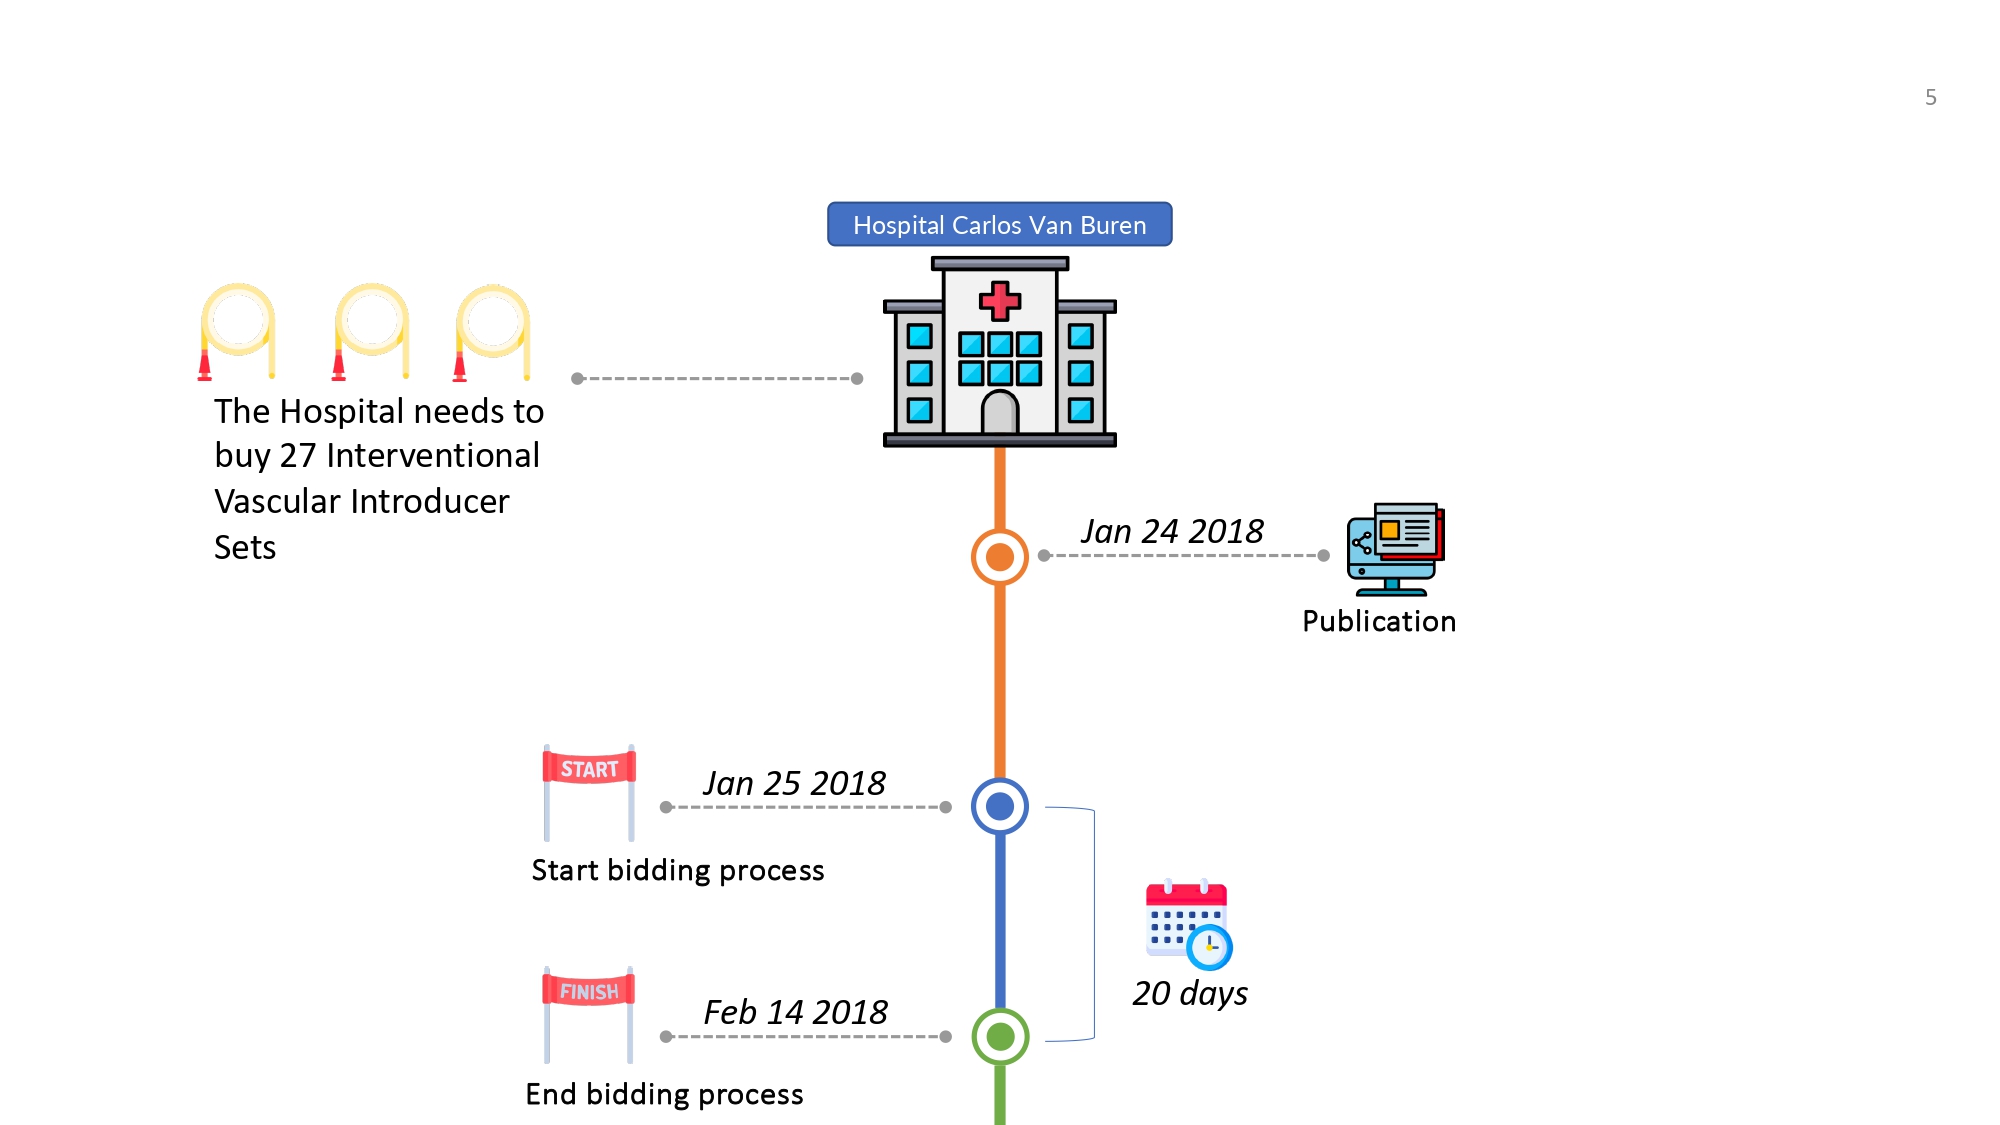 5
Hospital Carlos Van Buren
The Hospital needs to
buy 27 Interventional
Vascular Introducer
Sets
Jan 24 2018
Publication
START
Jan 25 2018
Start bidding process
20 days
FINISH
Feb 14 2018
End bidding process